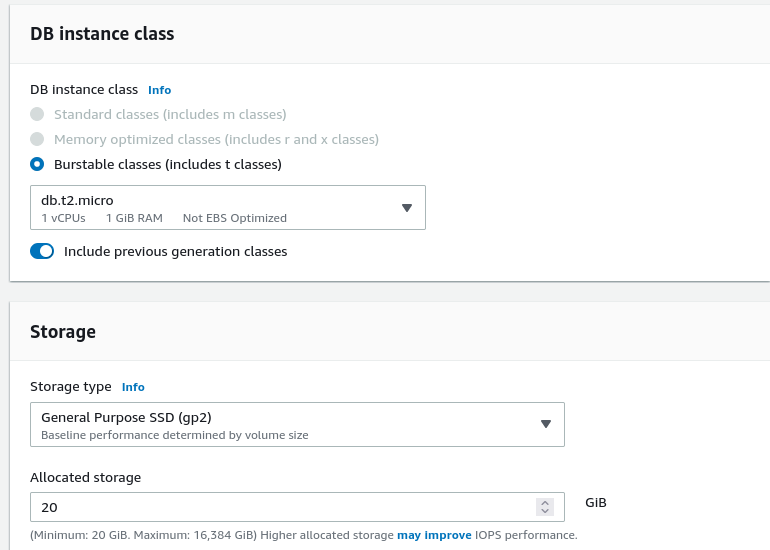 DB instance class
DB instance class Info
Standard classes (includes m classes)
Memory optimized classes (includes r and x classes)
Burstable classes (includes t classes)
db.t2.micro
1 vCPUs 1 GiB RAM Not EBS Optimized
Include previous generation classes
Storage
Storage type Info
General Purpose SSD (gp2)
Baseline performance determined by volume size
Allocated storage
20 GiB
(Minimum: 20 GiB. Maximum: 16,384 GiB) Higher allocated storage may improve IOPS performance.